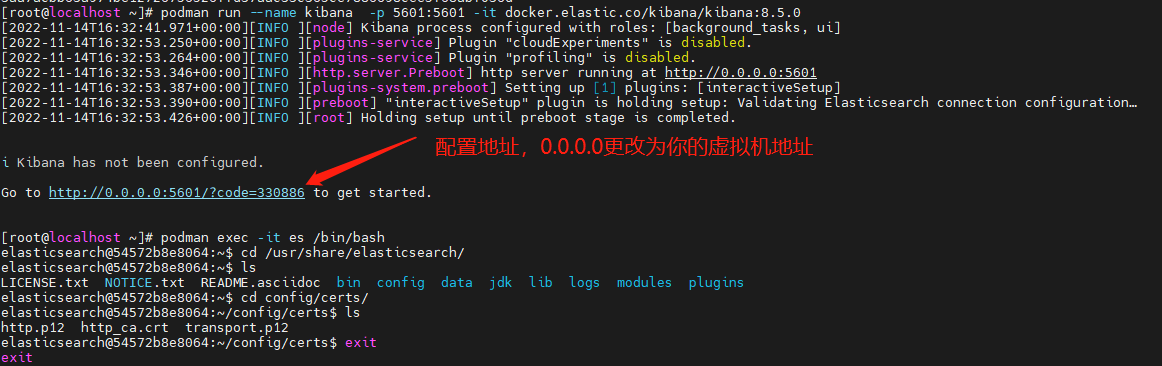 [root@localhost ~]# podman run --name kibana  -p 5601:5601 -it docker.elastic.co/kibana/kibana:8.5.0
[2022-11-14T16:32:41.971+00:00][INFO ][node] Kibana process configured with roles: [background_tasks, ui]
[2022-11-14T16:32:53.250+00:00][INFO ][plugins-service] Plugin "cloudExperiments" is disabled.
[2022-11-14T16:32:53.264+00:00][INFO ][plugins-service] Plugin "profiling" is disabled.
[2022-11-14T16:32:53.346+00:00][INFO ][http.server.Preboot] http server running at http://0.0.0.0:5601
[2022-11-14T16:32:53.387+00:00][INFO ][plugins-system.preboot] Setting up [1] plugins: [interactiveSetup]
[2022-11-14T16:32:53.390+00:00][INFO ][preboot] "interactiveSetup" plugin is holding setup: Validating Elasticsearch connection configuration…
[2022-11-14T16:32:53.426+00:00][INFO ][root] Holding setup until preboot stage is completed.
配置地址，0.0.0.0更改为你的虚拟机地址
i Kibana has not been configured.
Go to http://0.0.0.0:5601/?code=330886 to get started.
[root@localhost ~]# podman exec -it es /bin/bash
elasticsearch@54572b8e8064:~$ cd /usr/share/elasticsearch/
elasticsearch@54572b8e8064:~$ ls
LICENSE.txt  NOTICE.txt  README.asciidoc  bin  config  data  jdk  lib  logs  modules  plugins
elasticsearch@54572b8e8064:~$ cd config/certs/
elasticsearch@54572b8e8064:~/config/certs$ ls
http.p12  http_ca.crt  transport.p12
elasticsearch@54572b8e8064:~/config/certs$ exit
exit